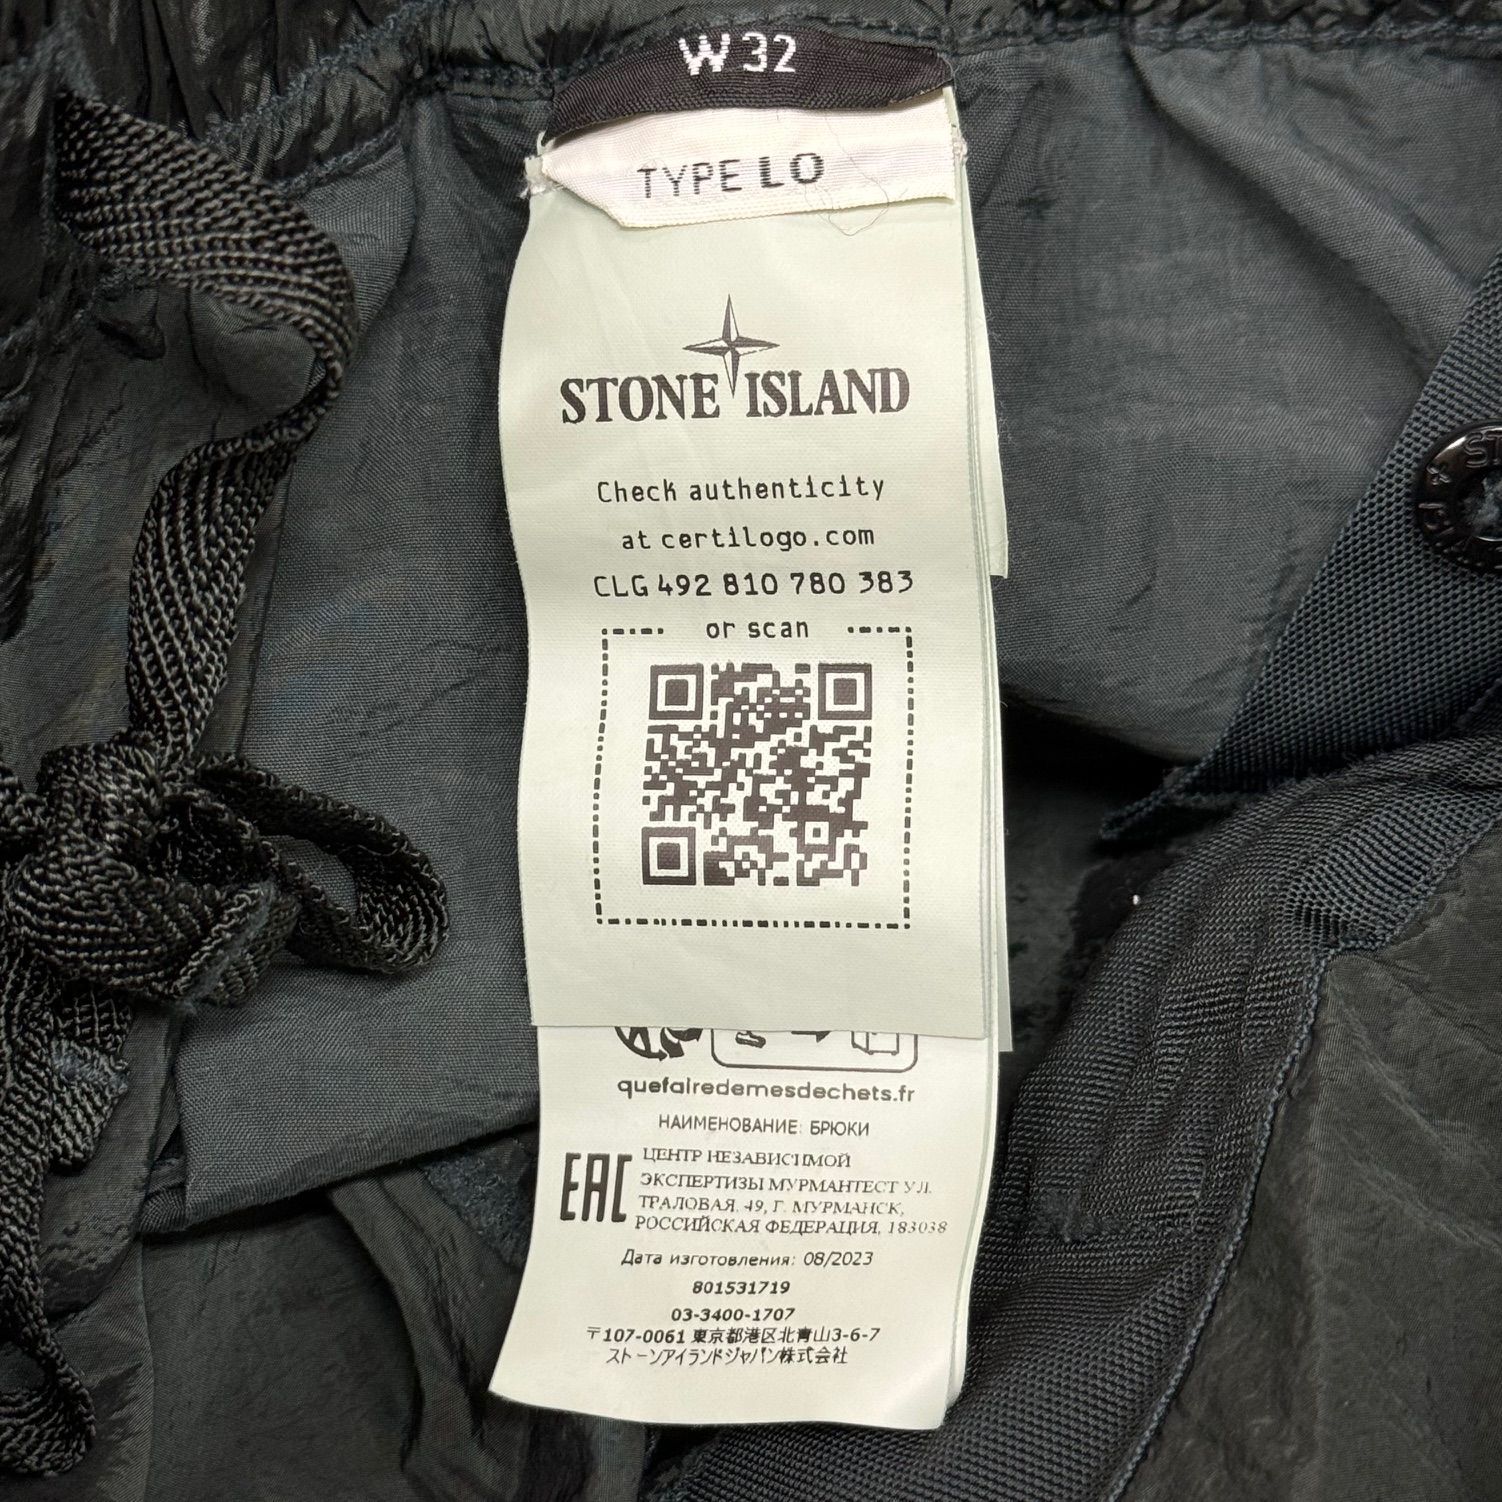 W 32
TYPE LO
STONE ISLAND
Check authenticity
at certilogo.com
CLG 492 810 780 383
or scan
quefairedemesdechets.fr
НАИМЕНОВАНИЕ: БРЮКИ
EAC
ЦЕНТР НЕЗАВИСИМОЙ
ЭКСПЕРТИЗЫ МУРМАНТЕСТ УЛ.
ТРАЛОВАЯ, 49, Г. МУРМАНСК,
РОССИЙСКАЯ ФЕДЕРАЦИЯ, 183038
Дата изготовления: 08/2023
801531719
03-3400-1707
〒107-0061 東京都港区北青山3-6-7
ストーンアイランドジャパン株式会社